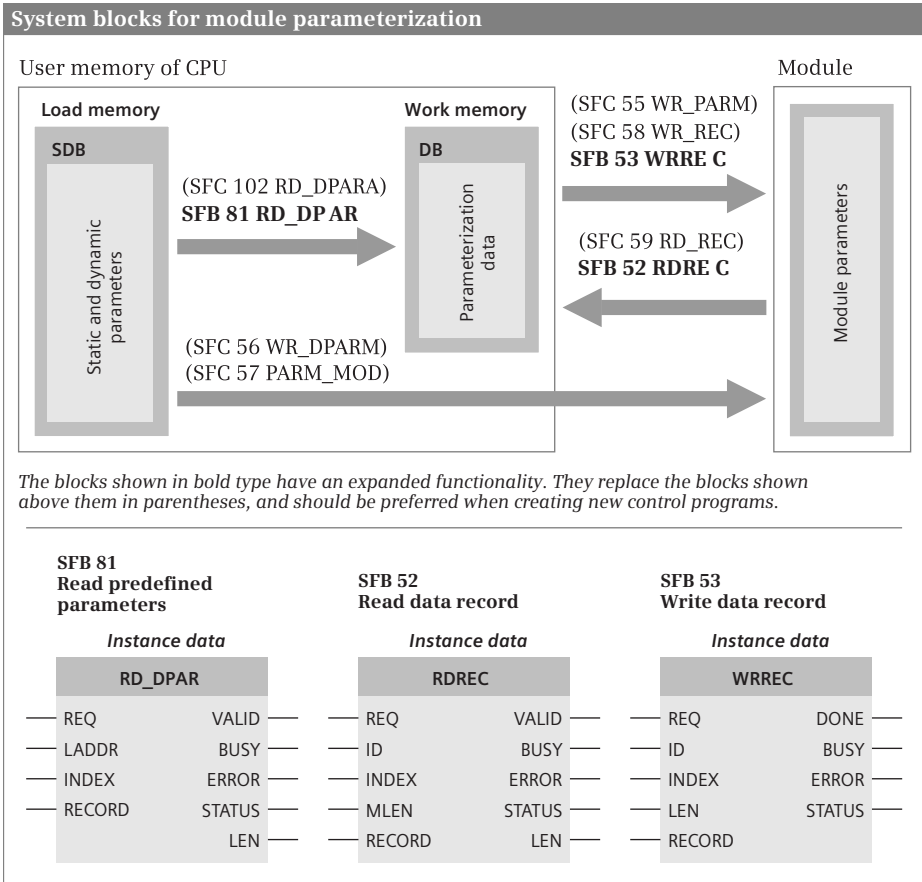 System blocks for module parameterization
User memory of CPU
Module
Load memory
Work memory
SDB
DB
Static and dynamic
parameters
Parameterization
data
Module parameters
(SFC 102 RD_DPARA)
SFB 81 RD_DP AR
(SFC 55 WR_PARM)
(SFC 58 WR_REC)
SFB 53 WRRE C
(SFC 59 RD_REC)
SFB 52 RDRE C
(SFC 56 WR_DPARM)
(SFC 57 PARM_MOD)
The blocks shown in bold type have an expanded functionality. They replace the blocks shown
above them in parentheses, and should be preferred when creating new control programs.
SFB 81
Read predefined
parameters
Instance data
RD_DPAR
REQ VALID
LADDR BUSY
INDEX ERROR
RECORD STATUS
LEN
SFB 52
Read data record
Instance data
RDREC
REQ VALID
ID BUSY
INDEX ERROR
MLEN STATUS
RECORD LEN
SFB 53
Write data record
Instance data
WRREC
REQ DONE
ID BUSY
INDEX ERROR
LEN STATUS
RECORD